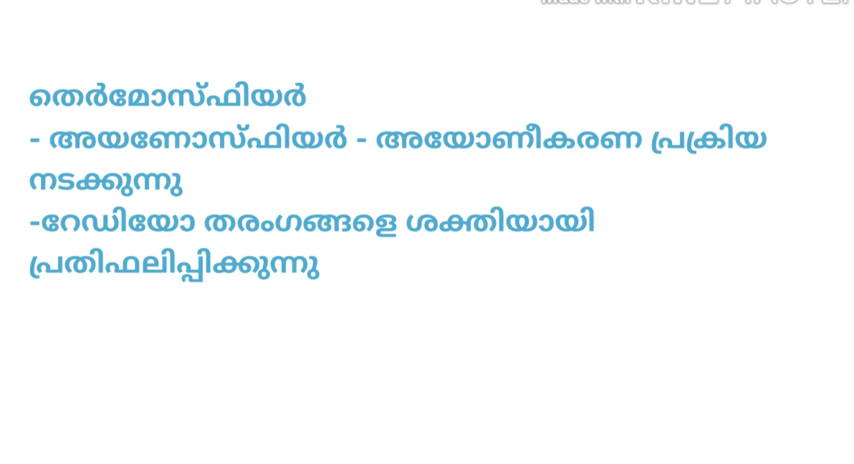 തെർമോസ്ഫിയർ
- അയണോസ്ഫിയർ - അയോണീകരണ പ്രക്രിയ
നടക്കുന്നു
-റേഡിയോ തരംഗങ്ങളെ ശക്തിയായി
പ്രതിഫലിപ്പിക്കുന്നു